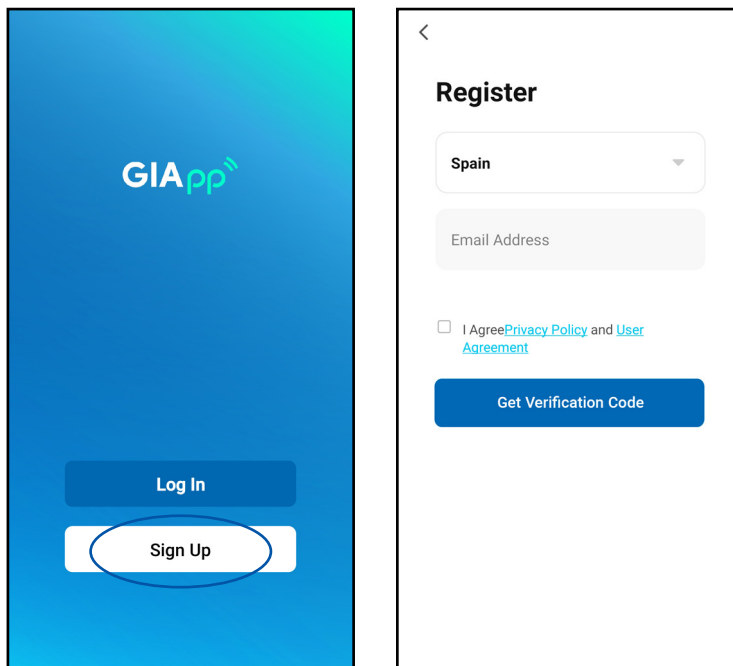 GIApp
Log In
Sign Up
Register
Spain
Email Address
I AgreePrivacy Policy and User
Agreement
Get Verification Code